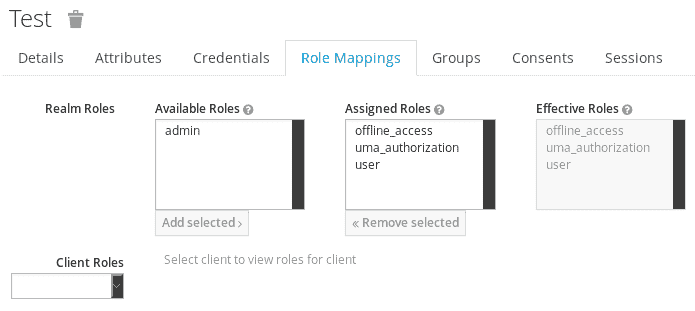 Test
Details Attributes Credentials Role Mappings Groups Consents Sessions
Realm Roles Available Roles Assigned Roles Effective Roles
admin offline_access offline_access
uma_authorization uma_authorization
user user
Add selected › « Remove selected
Client Roles Select client to view roles for client